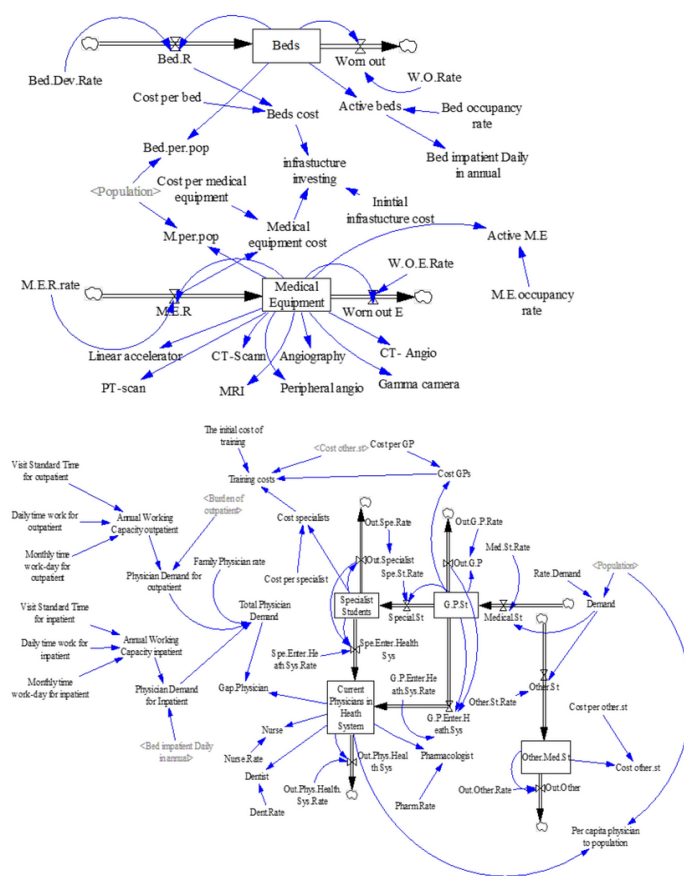 Beds
Bed.R
Worn out
Bed.Dev.Rate
W.O.Rate
Cost per bed
Active beds
Bed occupancy
rate
Beds cost
Bed.per.pop
Bed impatient Daily
in annual
infrastucture
investing
<Population>
Cost per medical
equipment
Inintial
infrastucture cost
Medical
equipment cost
M.per.pop
Active M.E
W.O.E.Rate
M.E.R.rate
Medical
Equipment
M.E.R
Worn out E
M.E.occupancy
rate
Linear accelerator
CT-Scann
Angiography
CT- Angio
PT-scan
MRI
Peripheral angio
Gamma camera
The initial cost of
training
<Cost other.st>
Cost per GP
Visit Standard Time
for outpatient
Training costs
Cost GPs
<Burden of
outpatient>
Daily time work for
outpatient
Annual Working
Capacity outpatient
Cost specialists
Out.Spe.Rate
Out.G.P.Rate
Monthly time
work-day for
outpatient
Family Physician rate
Out.Specialist
Out.G.P
Med.St.Rate
<Population>
Physician Demand for
outpatient
Cost per specialist
Spe.St.Rate
Rate.Demand
Visit Standard Time
for inpatient
Total Physician
Demand
Specialist
Students
Special.St
G.P.St
Medical.St
Demand
Daily time work for
inpatient
Annual Working
Capacity inpatient
Spe.Enter.He
ath Sys.Rate
Spe.Enter.Health
Sys
Monthly time
work-day for inpatient
Physician Demand
for Inpatient
Gap.Physician
Current
Physicians in
Heath
System
G.P.Enter.He
ath.Sys.Rate
G.P.Enter.H
eath.Sys
Other.St.Rate
Other.St
Cost per other.st
Nurse
<Bed impatient Daily
in annual>
Nurse.Rate
Dentist
Out.Phys.Heal
th Sys
Pharmacologist
Other.Med.St
Cost other.st
Out.Phys.Health.
Sys.Rate
Pharm.Rate
Out.Other.Rate
Out.Other
Dent.Rate
Per capita physician
to population